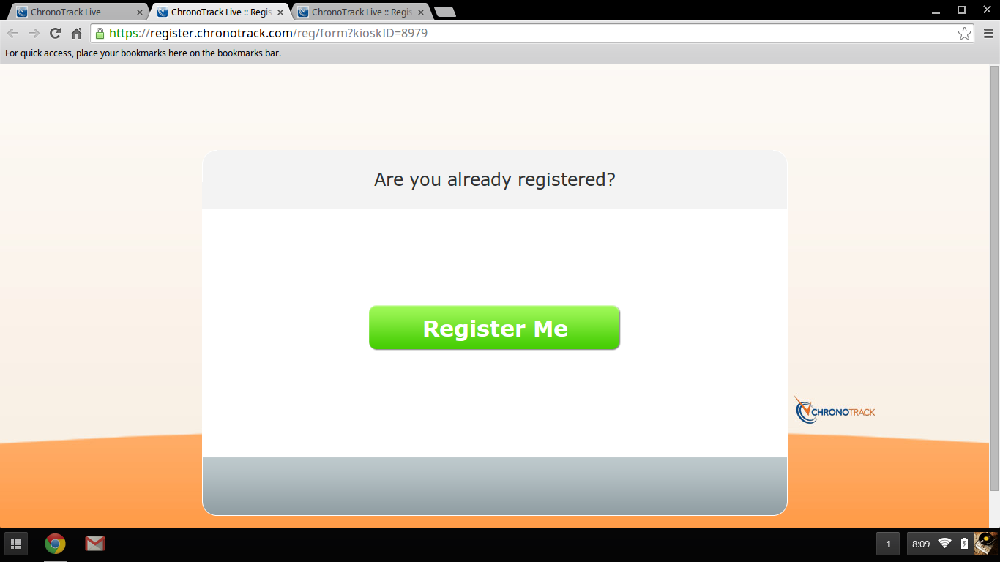 ChronoTrack Live
ChronoTrack Live :: Regis
ChronoTrack Live :: Regis
https://register.chronotrack.com/reg/form?kioskID=8979
For quick access, place your bookmarks here on the bookmarks bar.
Are you already registered?
Register Me
CHRONOTRACK
1
8:09